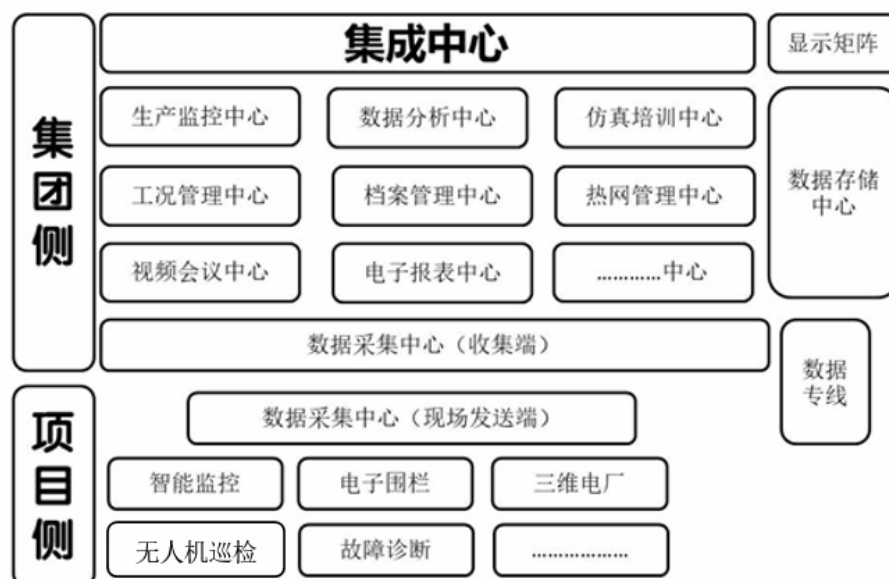 集成中心
显示矩阵
集团侧
生产监控中心
数据分析中心
仿真培训中心
数据存储
中心
工况管理中心
档案管理中心
热网管理中心
视频会议中心
电子报表中心
…………中心
数据采集中心（收集端）
数据
专线
项目侧
数据采集中心（现场发送端）
智能监控
电子围栏
三维电厂
无人机巡检
故障诊断
………………